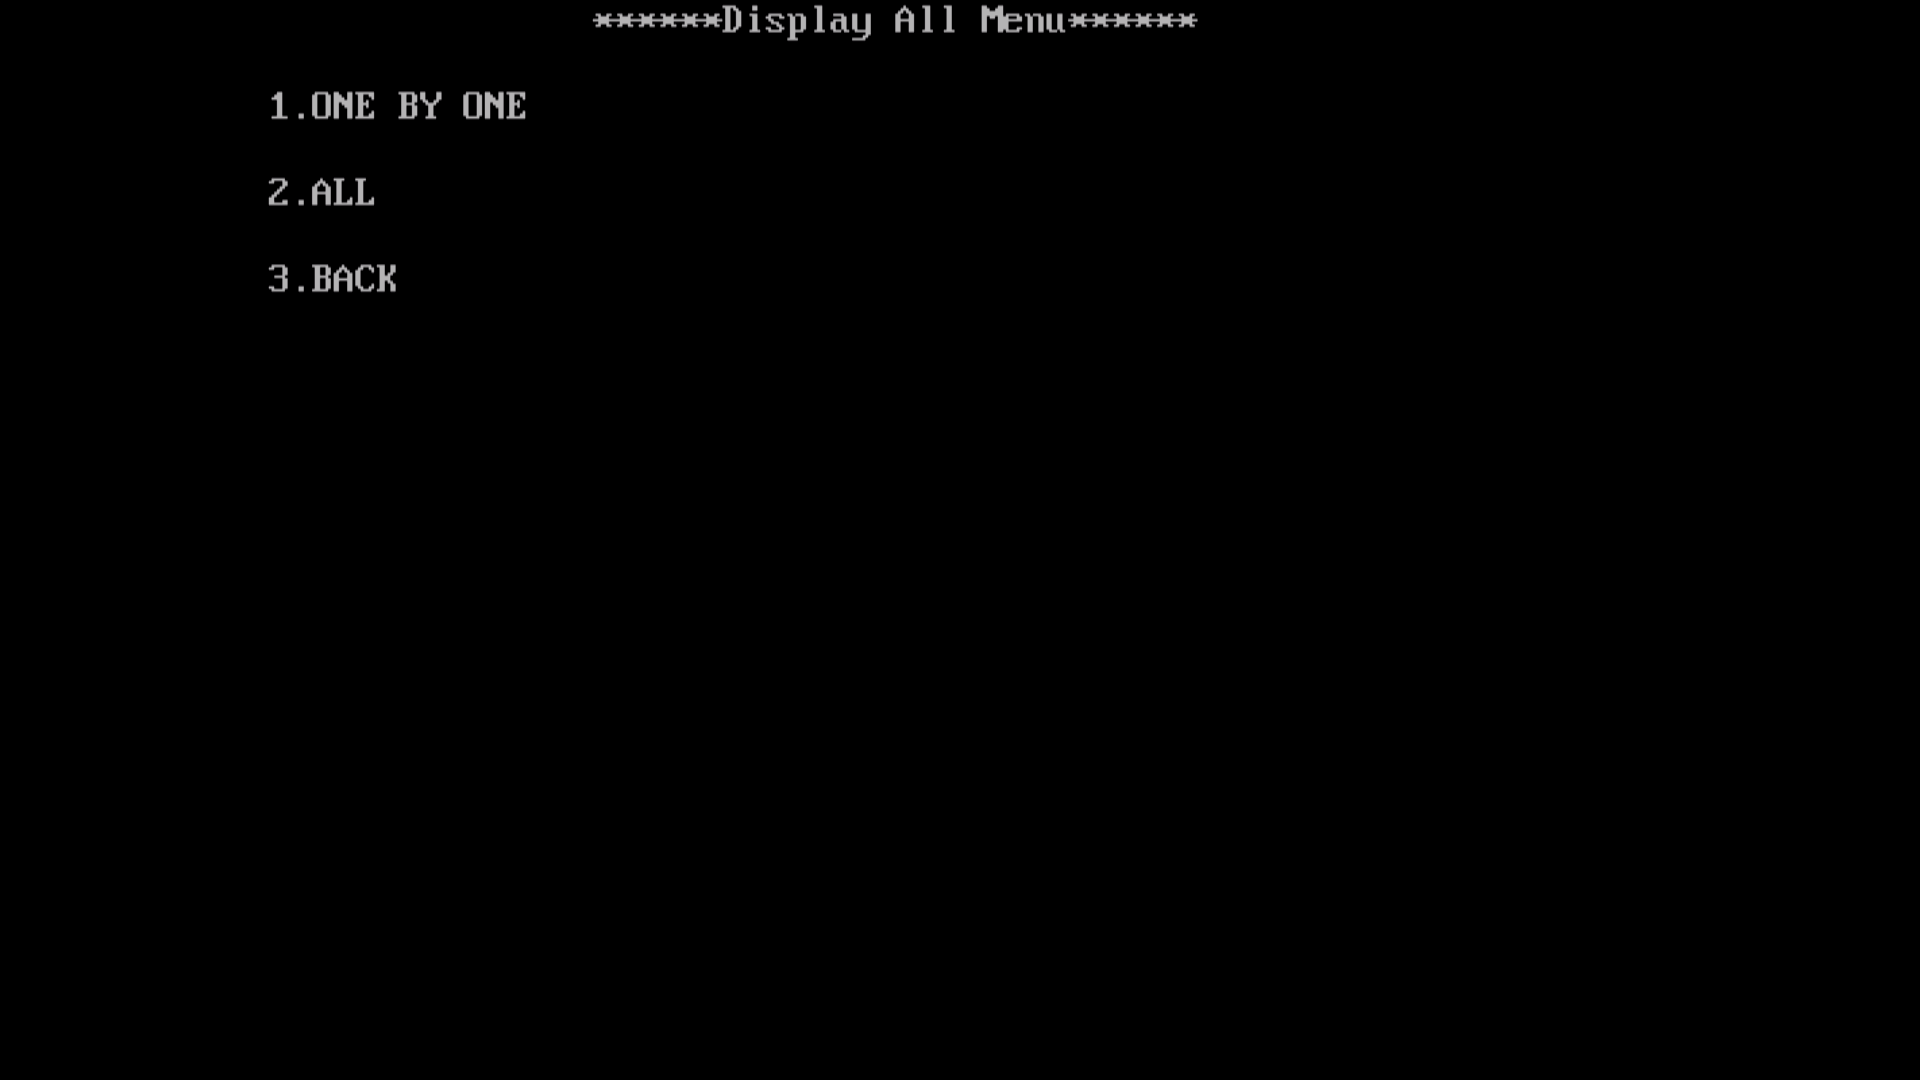 ******Display All Menu******
1.ONE BY ONE
2.ALL
3.BACK